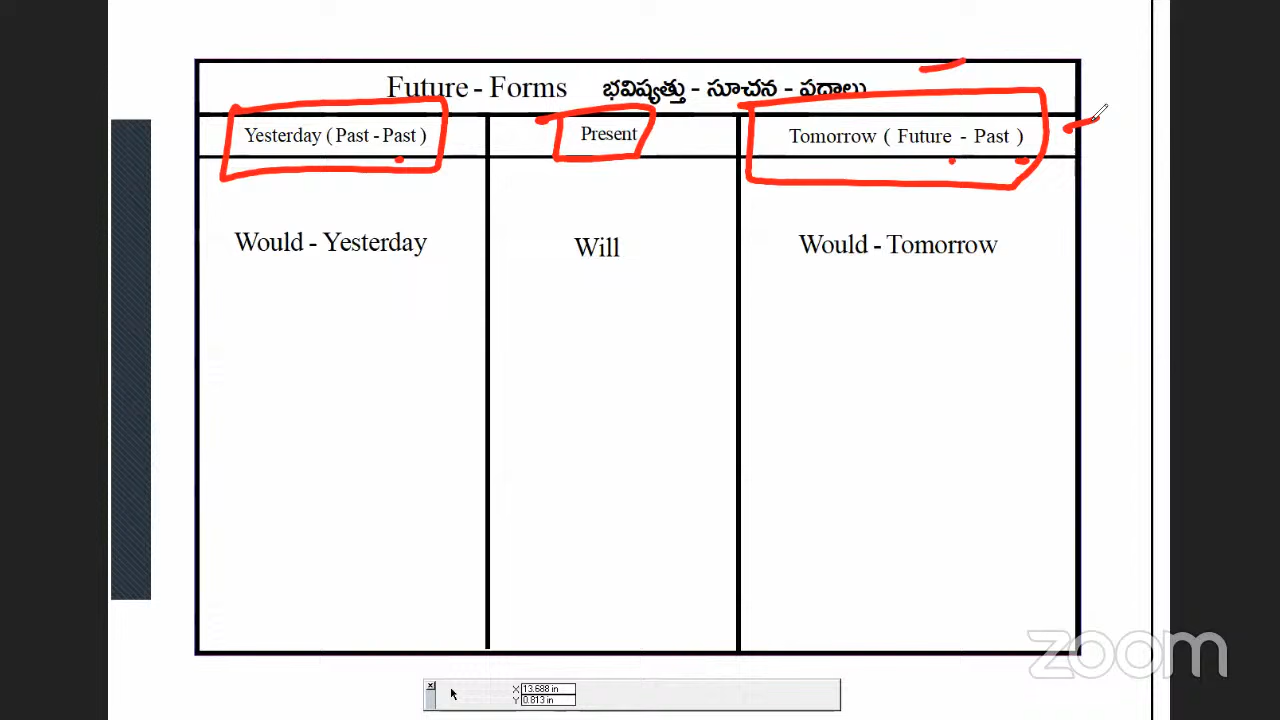 Future - Forms భవిష్యత్తు - సూచన - పదాలు
Yesterday ( Past - Past ) Present Tomorrow ( Future - Past )
Would - Yesterday Will Would - Tomorrow
zoom
X 13.688 in
Y 0.813 in